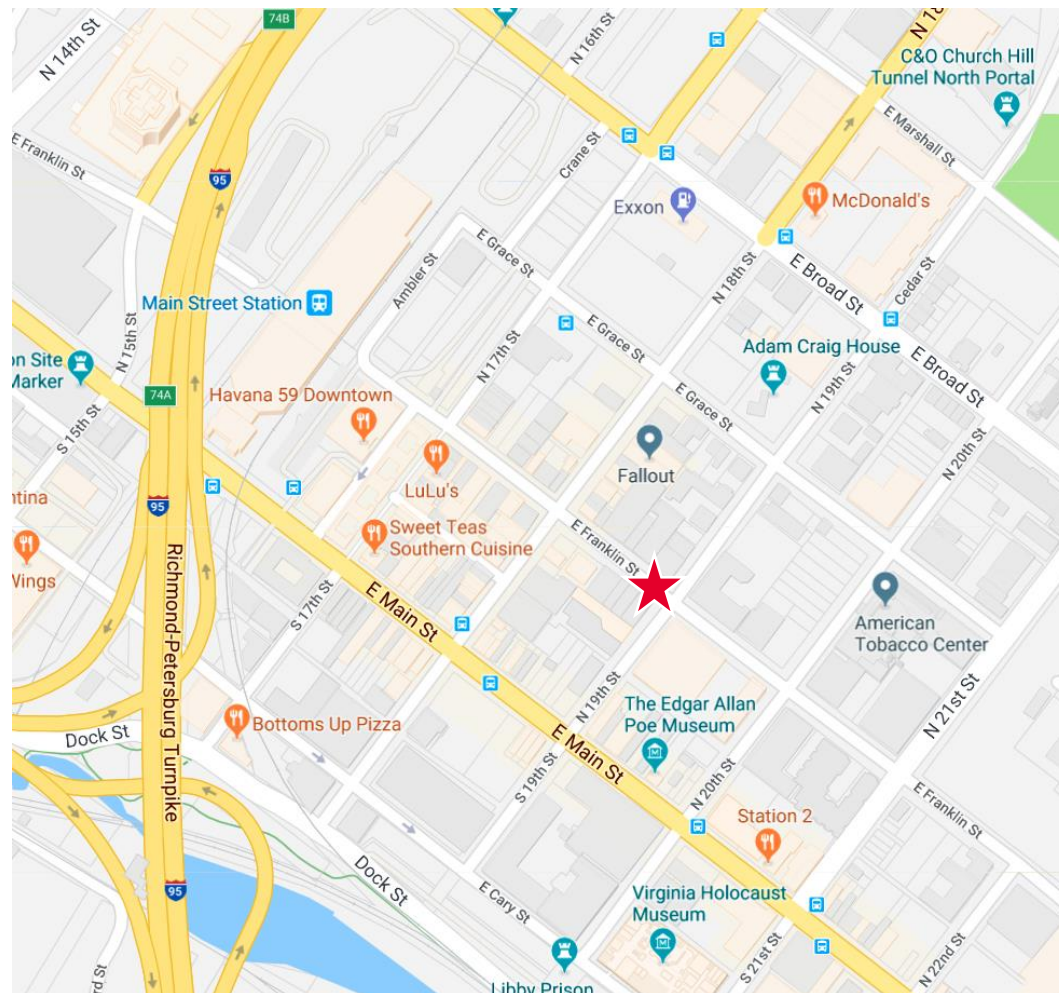 74B
N 14th St
N 16th St
N 18
C&O Church Hill
Tunnel North Portal
E Franklin St
95
Crane St
E Marshall St
Exxon
McDonald's
E Grace St
N 18th St
Ambler St
E Broad St
Cedar St
Main Street Station
N 15th St
N 17th St
E Grace St
Adam Craig House
on Site
Marker
74A
Havana 59 Downtown
E Grace St
N 19th St
E Broad St
S 15th St
LuLu's
Fallout
N 20th St
ntina
95
Sweet Teas
Southern Cuisine
E Franklin St
Wings
Richmond-Petersburg Turnpike
S 17th St
E Main St
American
Tobacco Center
N 19th St
The Edgar Allan
Poe Museum
N 21st St
Bottoms Up Pizza
Dock St
E Main St
S 19th St
N 20th St
E Franklin St
Station 2
Dock St
95
E Cary St
Virginia Holocaust
Museum
S 21st St
N 22nd St
rd St
Libby Prison